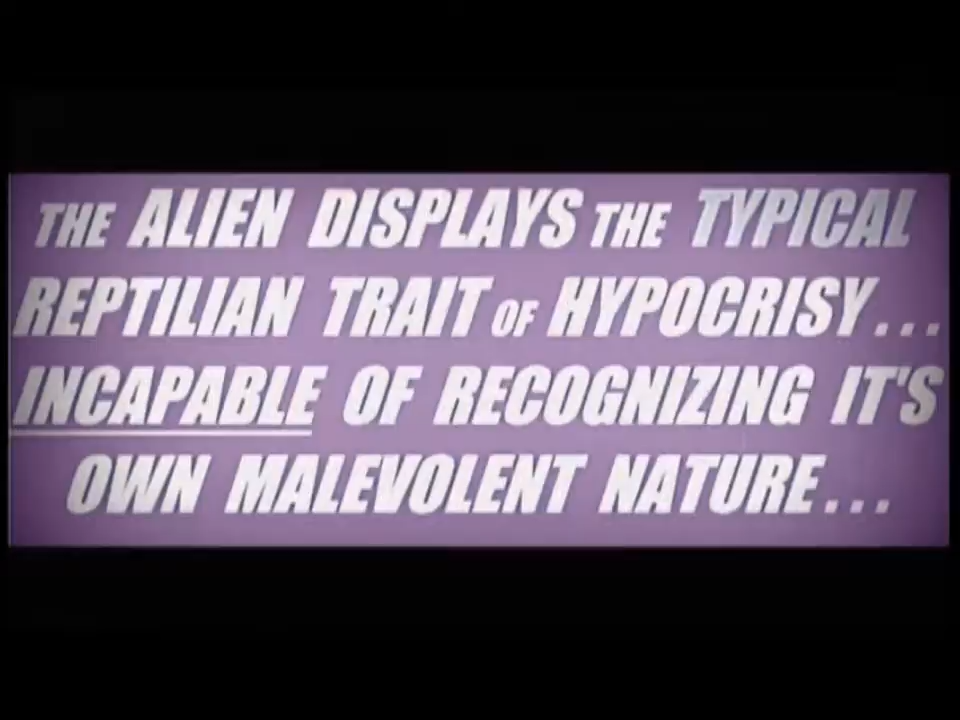 THE ALIEN DISPLAYS THE TYPICAL
REPTILIAN TRAIT OF HYPOCRISY...
INCAPABLE OF RECOGNIZING IT'S
OWN MALEVOLENT NATURE...